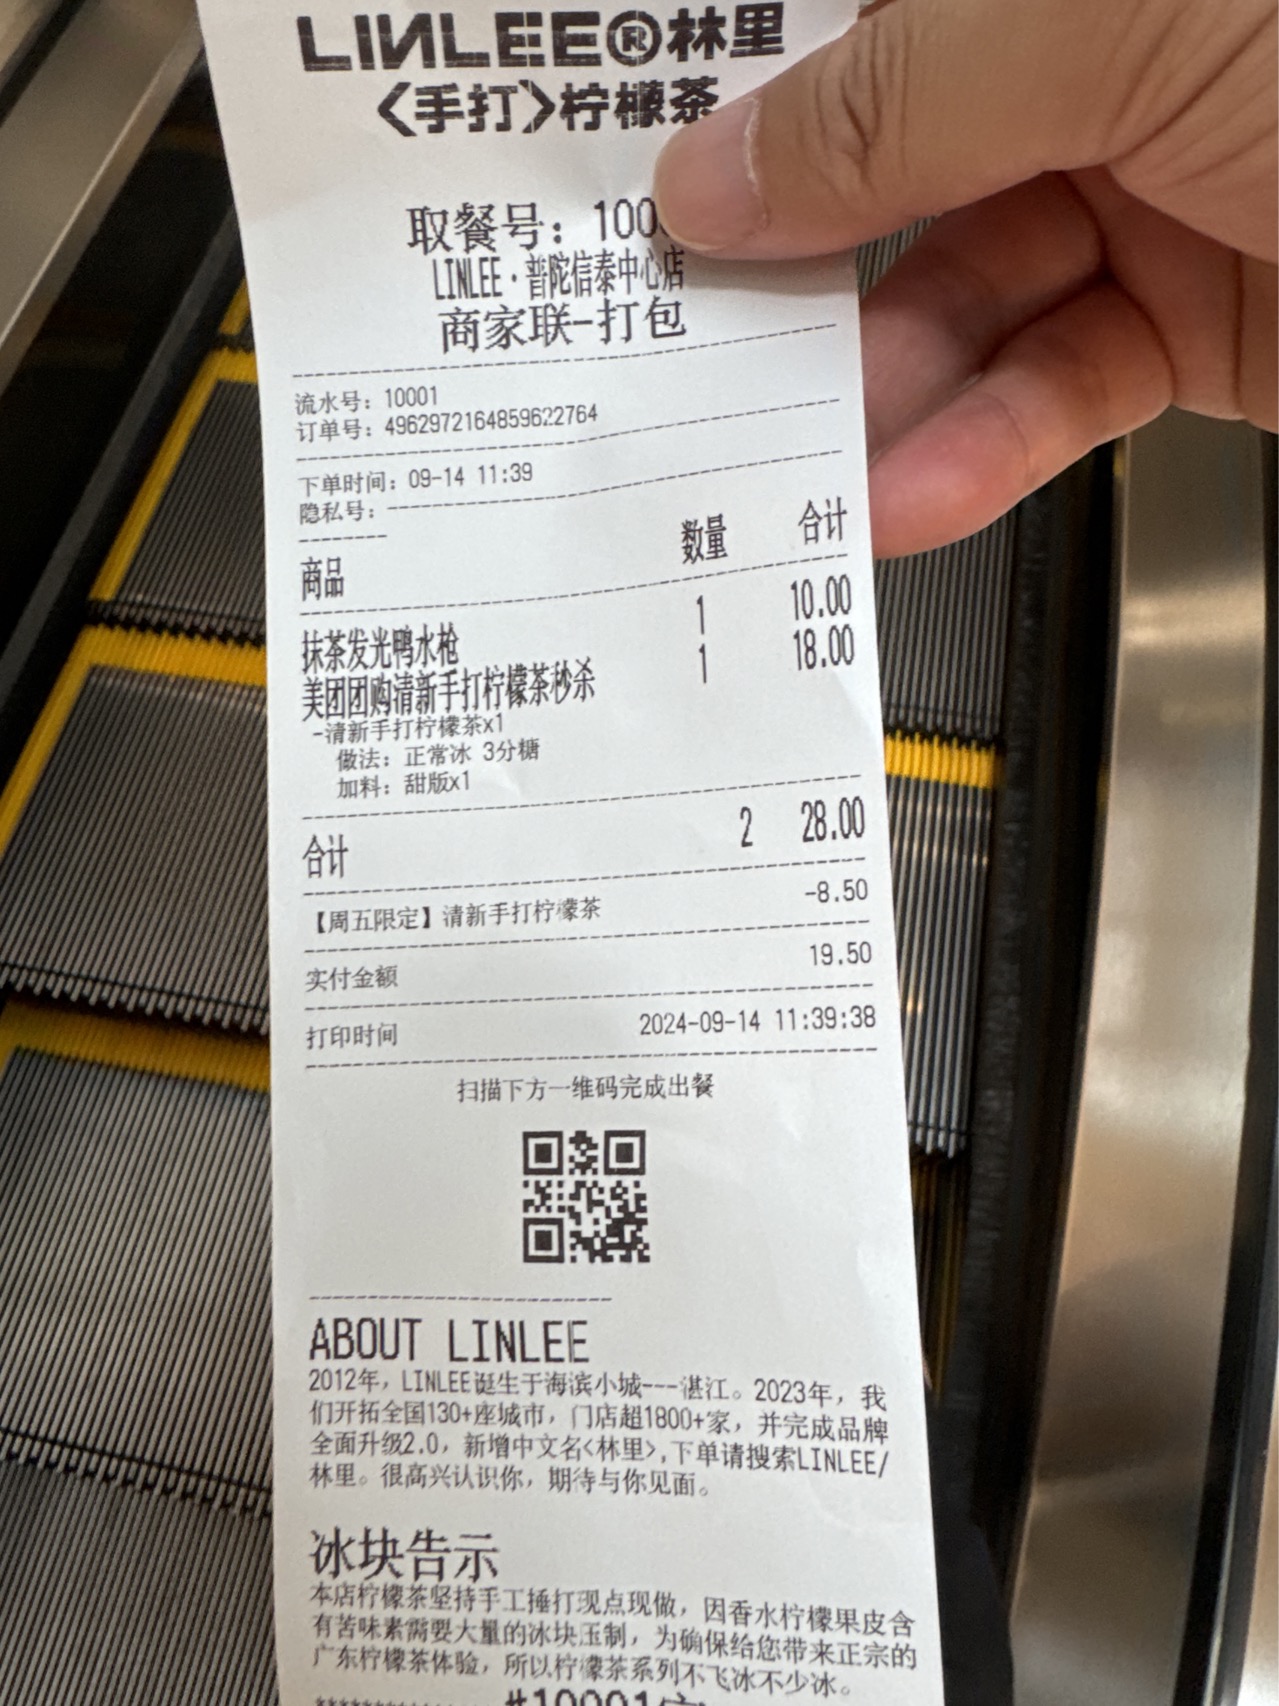 LINLEE®林里
<手打>柠檬茶
取餐号：100
LINLEE·普陀信泰中心店
商家联-打包
流水号：10001
订单号：4962972164859622764
下单时间：09-14 11:39
隐私号：
商品 数量 合计
抹茶发光鸭水枪 1 10.00
美团团购清新手打柠檬茶秒杀 1 18.00
-清新手打柠檬茶x1
做法：正常冰 3分糖
加料：甜版x1
合计 2 28.00
【周五限定】清新手打柠檬茶 -8.50
实付金额 19.50
打印时间 2024-09-14 11:39:38
扫描下方一维码完成出餐
ABOUT LINLEE
2012年，LINLEE诞生于海滨小城---湛江。2023年，我
们开拓全国130+座城市，门店超1800+家，并完成品牌
全面升级2.0，新增中文名<林里>,下单请搜索LINLEE/
林里。很高兴认识你，期待与你见面。
冰块告示
本店柠檬茶坚持手工捶打现点现做，因香水柠檬果皮含
有苦味素需要大量的冰块压制，为确保给您带来正宗的
广东柠檬茶体验，所以柠檬茶系列不飞冰不少冰。
#10001